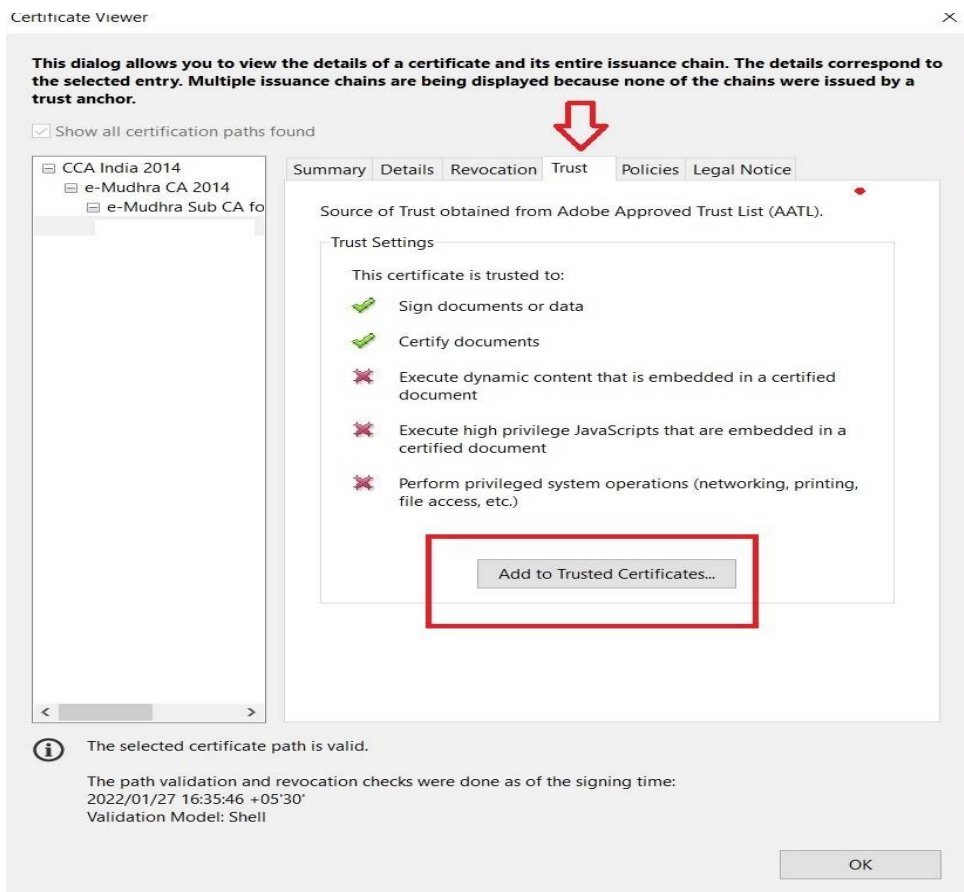 Certificate Viewer
This dialog allows you to view the details of a certificate and its entire issuance chain. The details correspond to
the selected entry. Multiple issuance chains are being displayed because none of the chains were issued by a
trust anchor.
Show all certification paths found
CCA India 2014
e-Mudhra CA 2014
e-Mudhra Sub CA fo
Summary Details Revocation Trust Policies Legal Notice
Source of Trust obtained from Adobe Approved Trust List (AATL).
Trust Settings
This certificate is trusted to:
Sign documents or data
Certify documents
Execute dynamic content that is embedded in a certified
document
Execute high privilege JavaScripts that are embedded in a
certified document
Perform privileged system operations (networking, printing,
file access, etc.)
Add to Trusted Certificates...
The selected certificate path is valid.
The path validation and revocation checks were done as of the signing time:
2022/01/27 16:35:46 +05'30'
Validation Model: Shell
OK